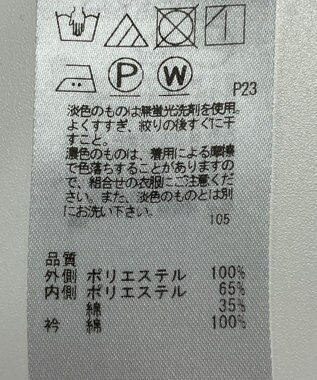 P W P23
淡色のものは無蛍光洗剤を使用。
よくすすぎ、絞りの後すぐに干
すこと。
濃色のものは、着用による摩擦
で色落ちすることがありますの
で、組合せの衣服にご注意くだ
さい。また、淡色のものとは別
にお洗い下さい。
105
品質
外側 ポリエステル 100%
内側 ポリエステル 65%
綿 35%
衿 綿 100%